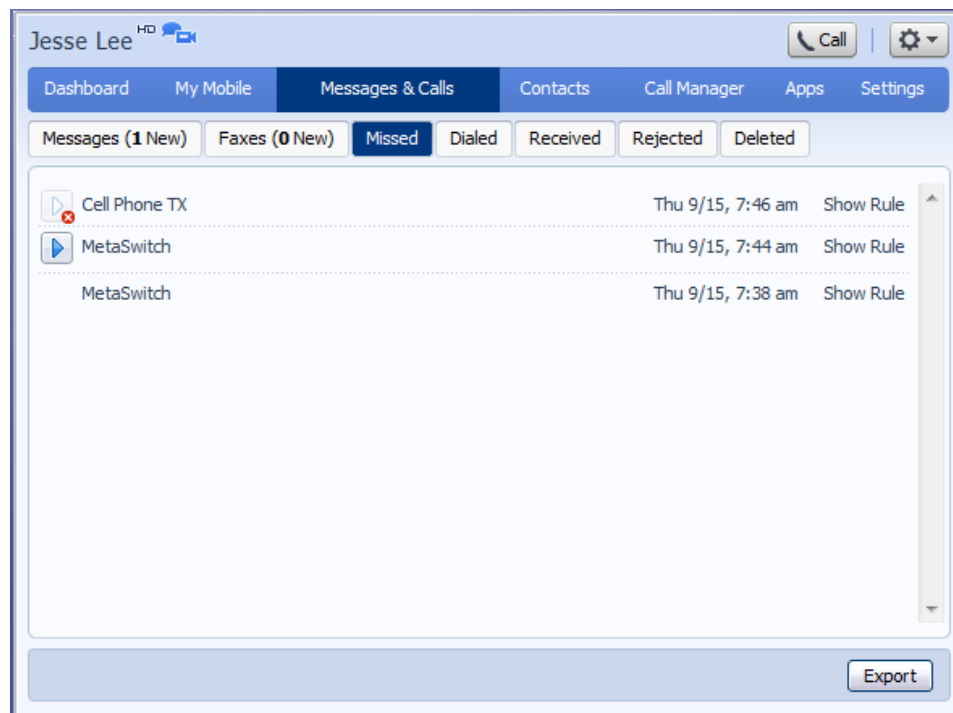 Jesse Lee HD
Call
Dashboard My Mobile Messages & Calls Contacts Call Manager Apps Settings
Messages (1 New) Faxes (0 New) Missed Dialed Received Rejected Deleted
Cell Phone TX Thu 9/15, 7:46 am Show Rule
MetaSwitch Thu 9/15, 7:44 am Show Rule
MetaSwitch Thu 9/15, 7:38 am Show Rule
Export